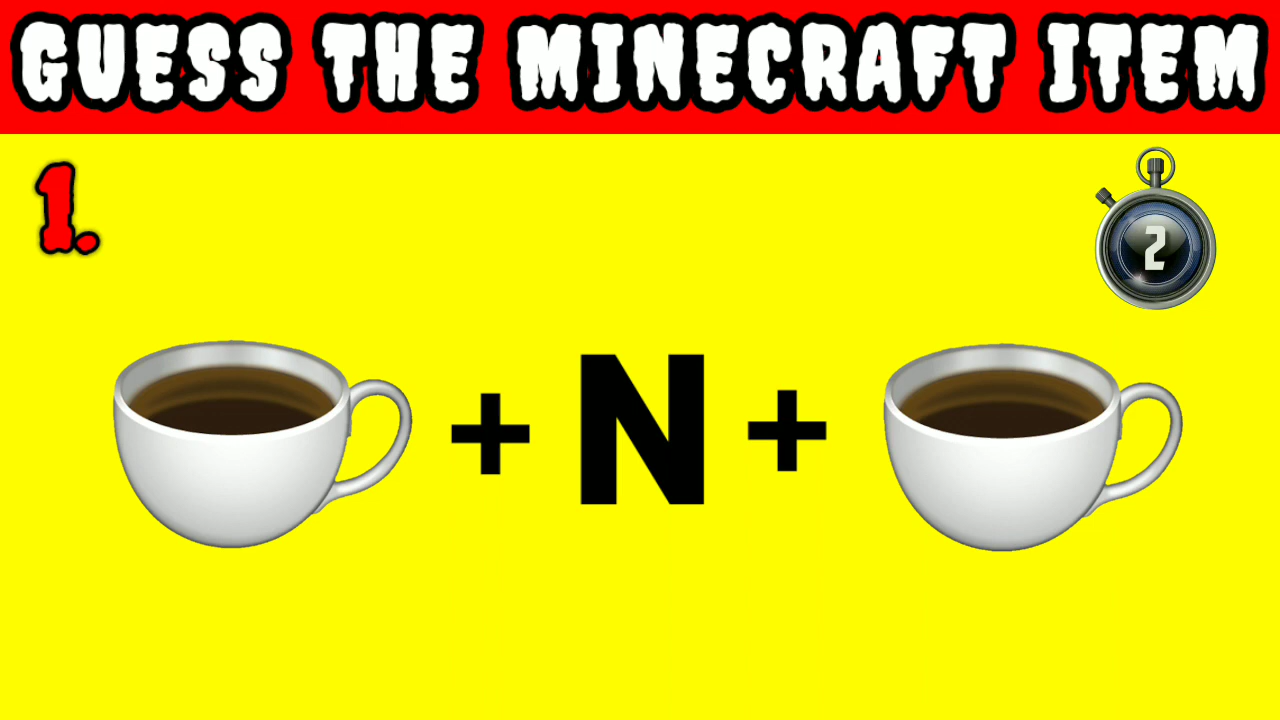 GUESS THE MINECRAFT ITEM
1.
2
+ N +